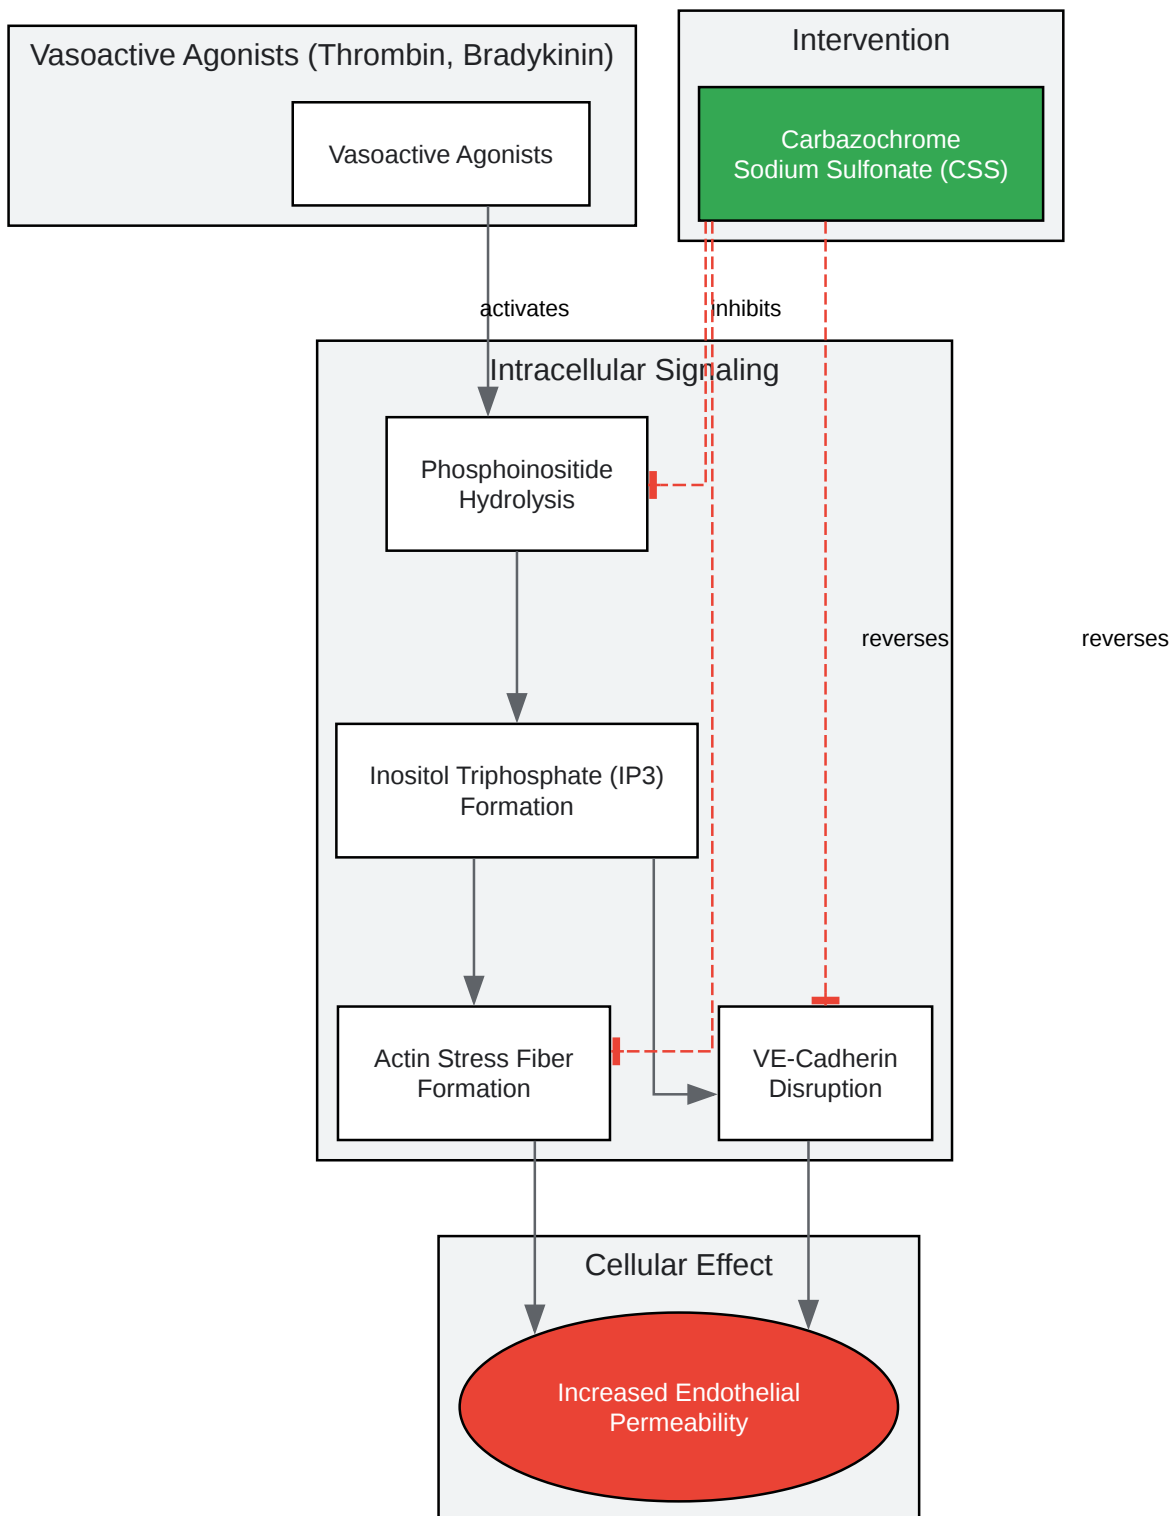 Vasoactive Agonists (Thrombin, Bradykinin)
Vasoactive Agonists
Intervention
Carbazochrome
Sodium Sulfonate (CSS)
activates
inhibits
Intracellular Signaling
Phosphoinositide
Hydrolysis
reverses
reverses
Inositol Triphosphate (IP3)
Formation
Actin Stress Fiber
Formation
VE-Cadherin
Disruption
Cellular Effect
Increased Endothelial
Permeability